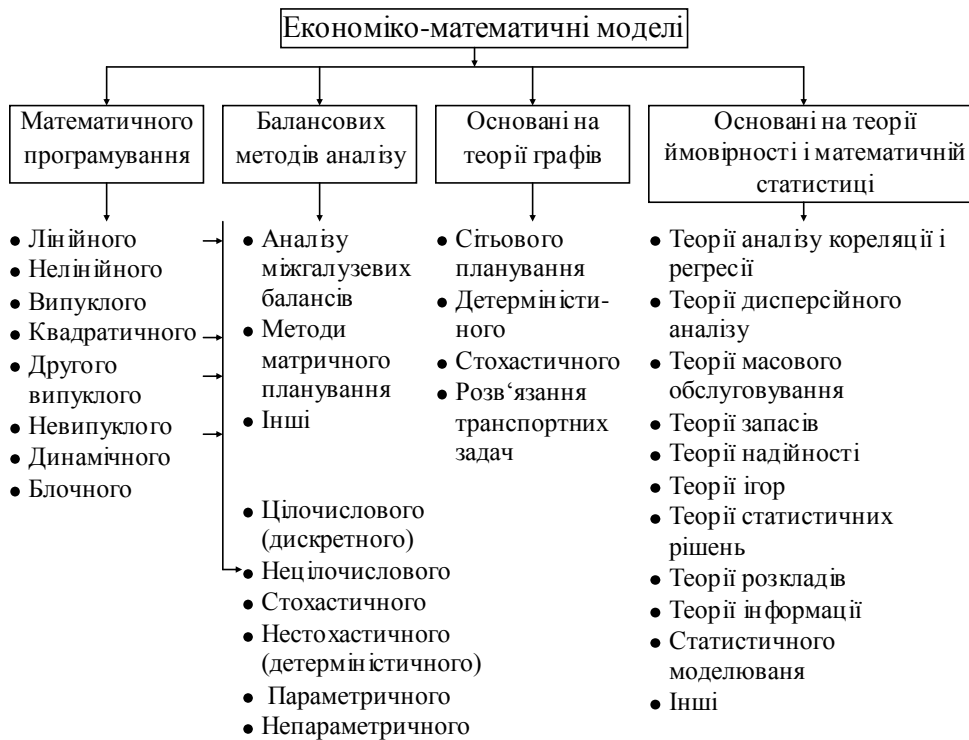 Економіко-математичні моделі
Математичного
програмування
Балансових
методів аналізу
Основані на
теорії графів
Основані на теорії
ймовірності і математичній
статистиці
● Лінійного
● Нелінійного
● Випуклого
● Квадратичного
● Другого
випуклого
● Невипуклого
● Динамічного
● Блочного
● Аналізу
міжгалузевих
балансів
● Методи
матричного
планування
● Інші
● Цілочислового
(дискретного)
● Нецілочислового
● Стохастичного
● Нестохастичного
(детерміністичного)
● Параметричного
● Непараметричного
● Сітьового
планування
● Детерміністи-
ного
● Стохастичного
● Розв‘язання
транспортних
задач
● Теорії аналізу кореляції і
регресії
● Теорії дисперсійного
аналізу
● Теорії масового
обслуговування
● Теорії запасів
● Теорії надійності
● Теорії ігор
● Теорії статистичних
рішень
● Теорії розкладів
● Теорії інформації
● Статистичного
моделюваня
● Інші